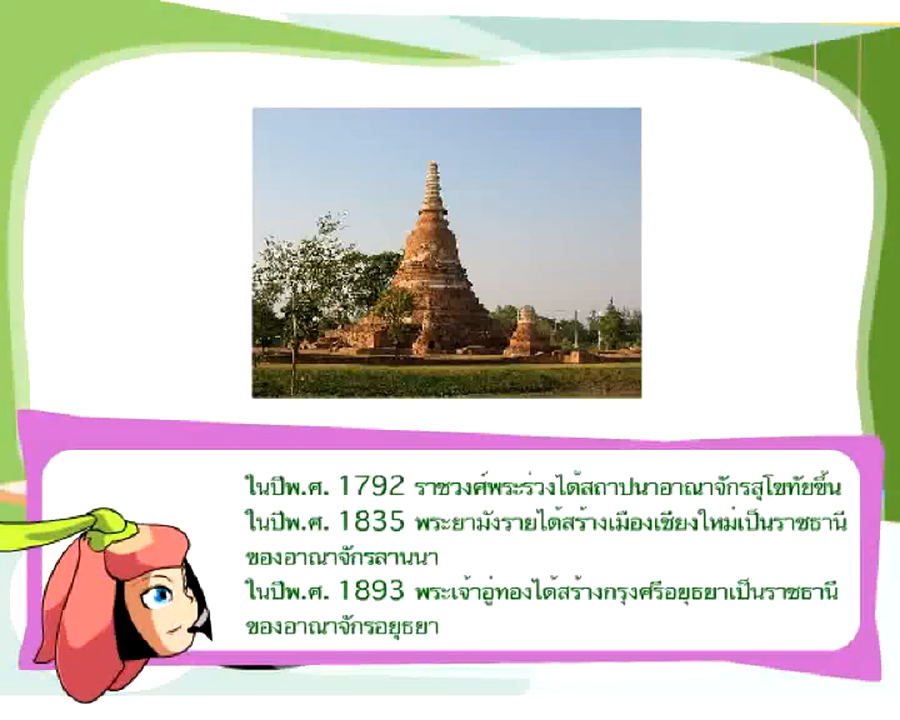 ในปีพ.ศ. 1792 ราชวงศ์พระร่วงได้สถาปนาอาณาจักรสุโขทัยขึ้น
ในปีพ.ศ. 1835 พระยามังรายได้สร้างเมืองเชียงใหม่เป็นราชธานี
ของอาณาจักรลานนา
ในปีพ.ศ. 1893 พระเจ้าอู่ทองได้สร้างกรุงศรีอยุธยาเป็นราชธานี
ของอาณาจักรอยุธยา